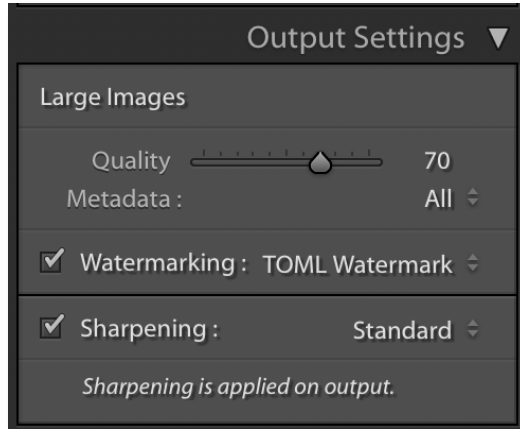 Output Settings ▼
Large Images
Quality 70
Metadata : All
Watermarking : TOML Watermark
Sharpening : Standard
Sharpening is applied on output.